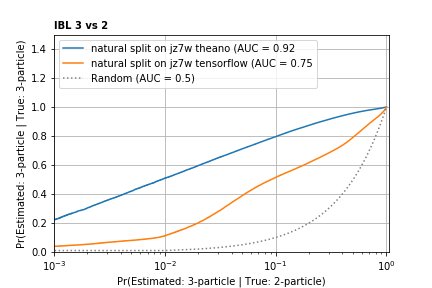 IBL 3 vs 2
natural split on jz7w theano (AUC = 0.92
natural split on jz7w tensorflow (AUC = 0.75
Random (AUC = 0.5)
Pr(Estimated: 3-particle | True: 3-particle)
1.4
1.2
1.0
0.8
0.6
0.4
0.2
0.0
10⁻³
10⁻²
10⁻¹
10⁰
Pr(Estimated: 3-particle | True: 2-particle)